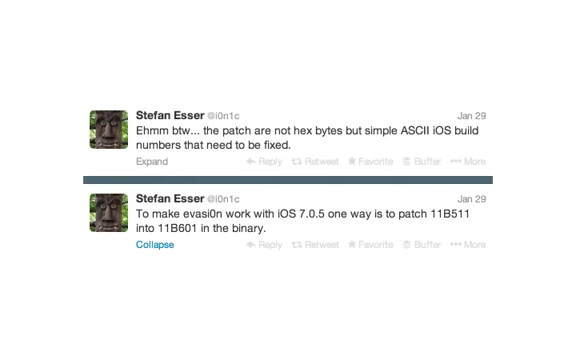 Stefan Esser @i0n1c Jan 29
Ehmm btw... the patch are not hex bytes but simple ASCII iOS build
numbers that need to be fixed.
Expand Reply Retweet Favorite Buffer More
Stefan Esser @i0n1c Jan 29
To make evasi0n work with iOS 7.0.5 one way is to patch 11B511
into 11B601 in the binary.
Collapse Reply Retweet Favorite Buffer More